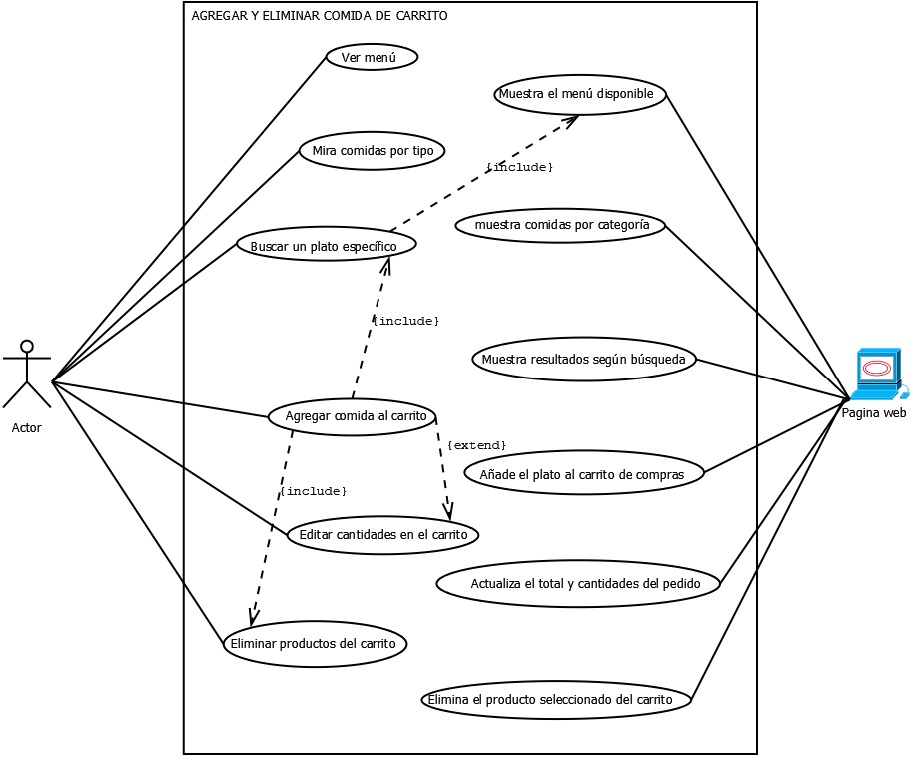 AGREGAR Y ELIMINAR COMIDA DE CARRITO
Ver menú
Muestra el menú disponible
Mira comidas por tipo
{include}
muestra comidas por categoría
Buscar un plato específico
{include}
Muestra resultados según búsqueda
Actor
Pagina web
Agregar comida al carrito
{extend}
Añade el plato al carrito de compras
{include}
Editar cantidades en el carrito
Actualiza el total y cantidades del pedido
Eliminar productos del carrito
Elimina el producto seleccionado del carrito